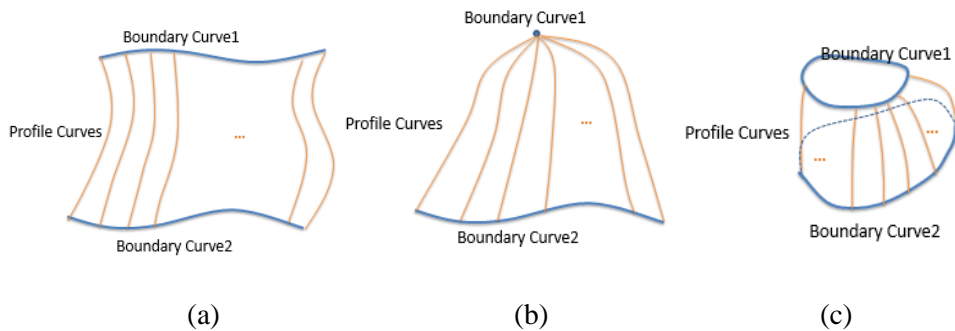 Boundary Curve1
Profile Curves
...
Boundary Curve2
(a)
Boundary Curve1
Profile Curves
...
Boundary Curve2
(b)
Boundary Curve1
Profile Curves
...
...
Boundary Curve2
(c)